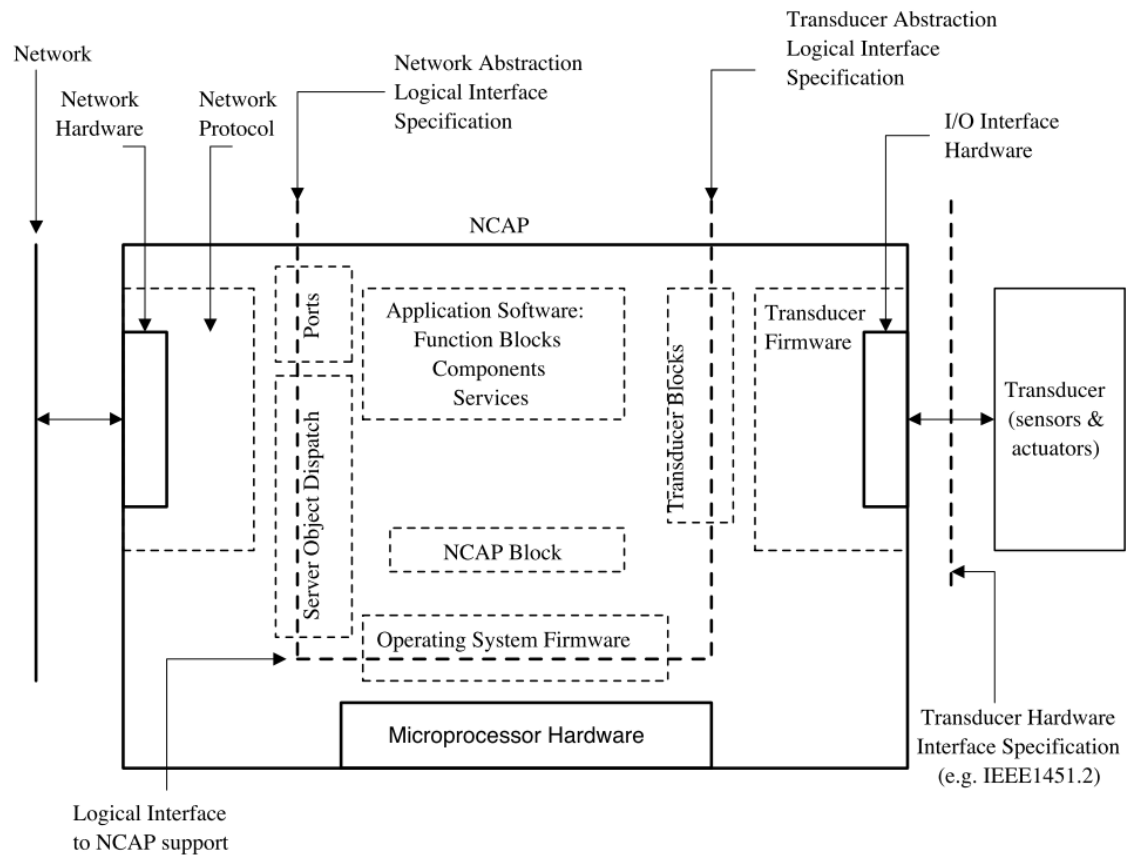 Network
Network
Hardware
Network
Protocol
Network Abstraction
Logical Interface
Specification
Transducer Abstraction
Logical Interface
Specification
I/O Interface
Hardware
NCAP
Ports
Application Software:
Function Blocks
Components
Services
Transducer Blocks
Transducer
Firmware
Transducer
(sensors &
actuators)
Server Object Dispatch
NCAP Block
Operating System Firmware
Microprocessor Hardware
Transducer Hardware
Interface Specification
(e.g. IEEE1451.2)
Logical Interface
to NCAP support